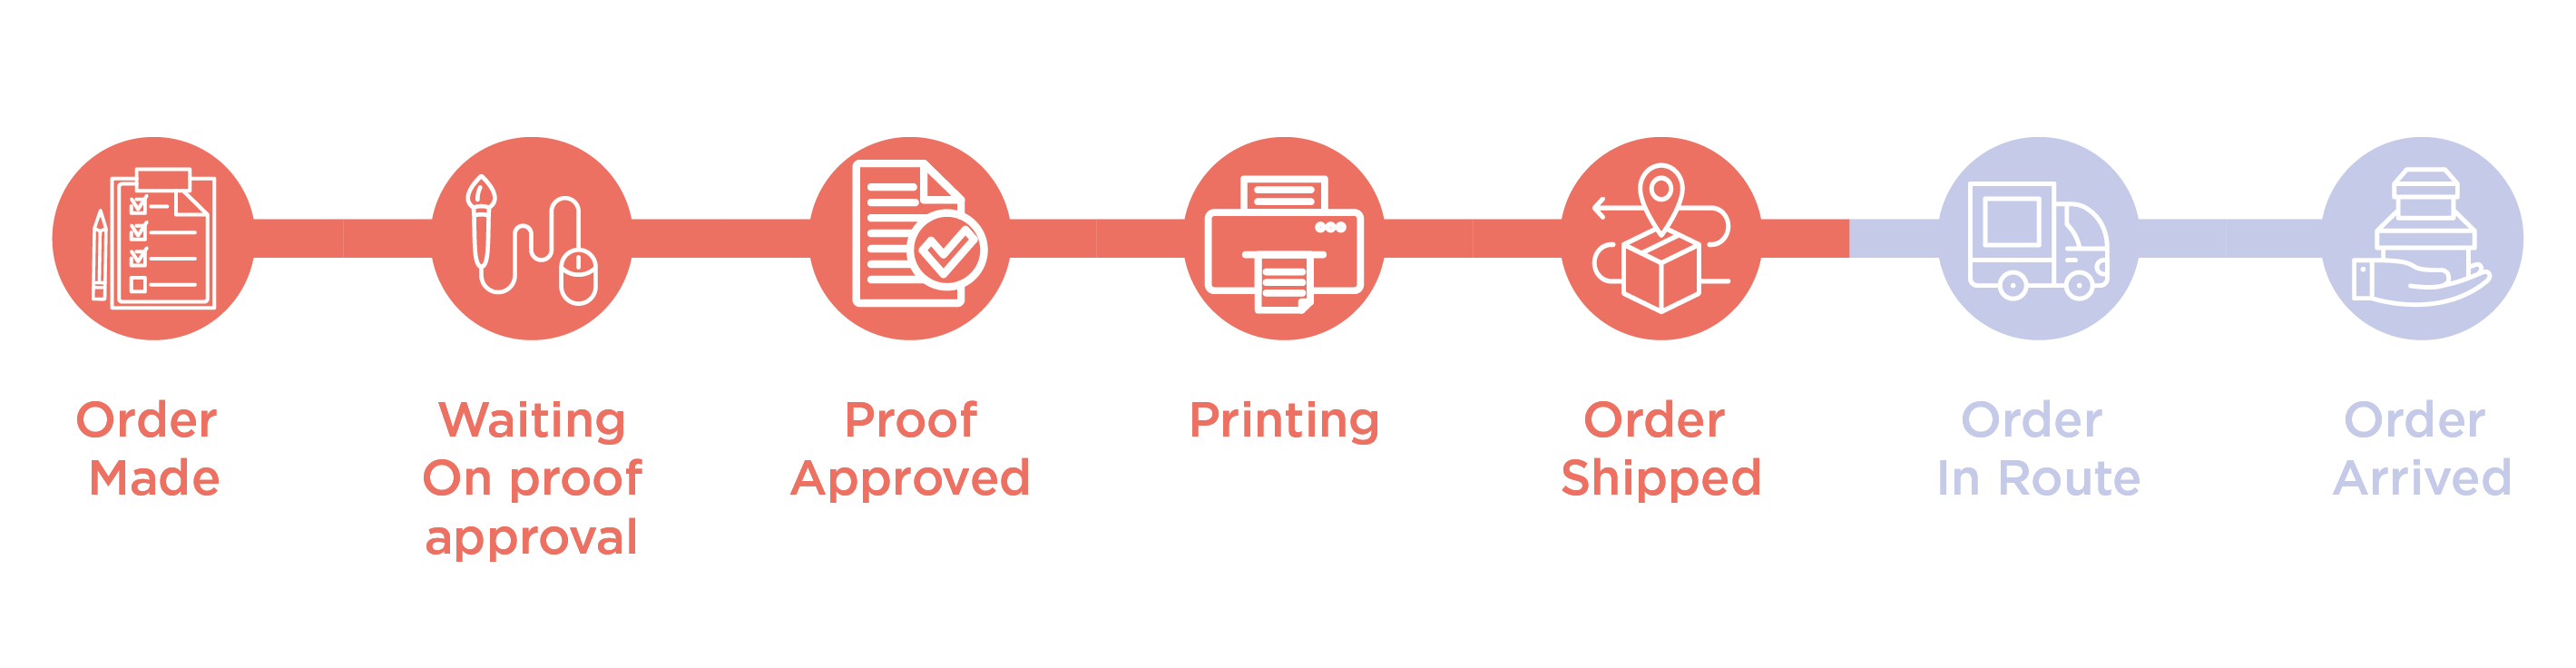 Order
Made
Waiting
On proof
approval
Proof
Approved
Printing
Order
Shipped
Order
In Route
Order
Arrived